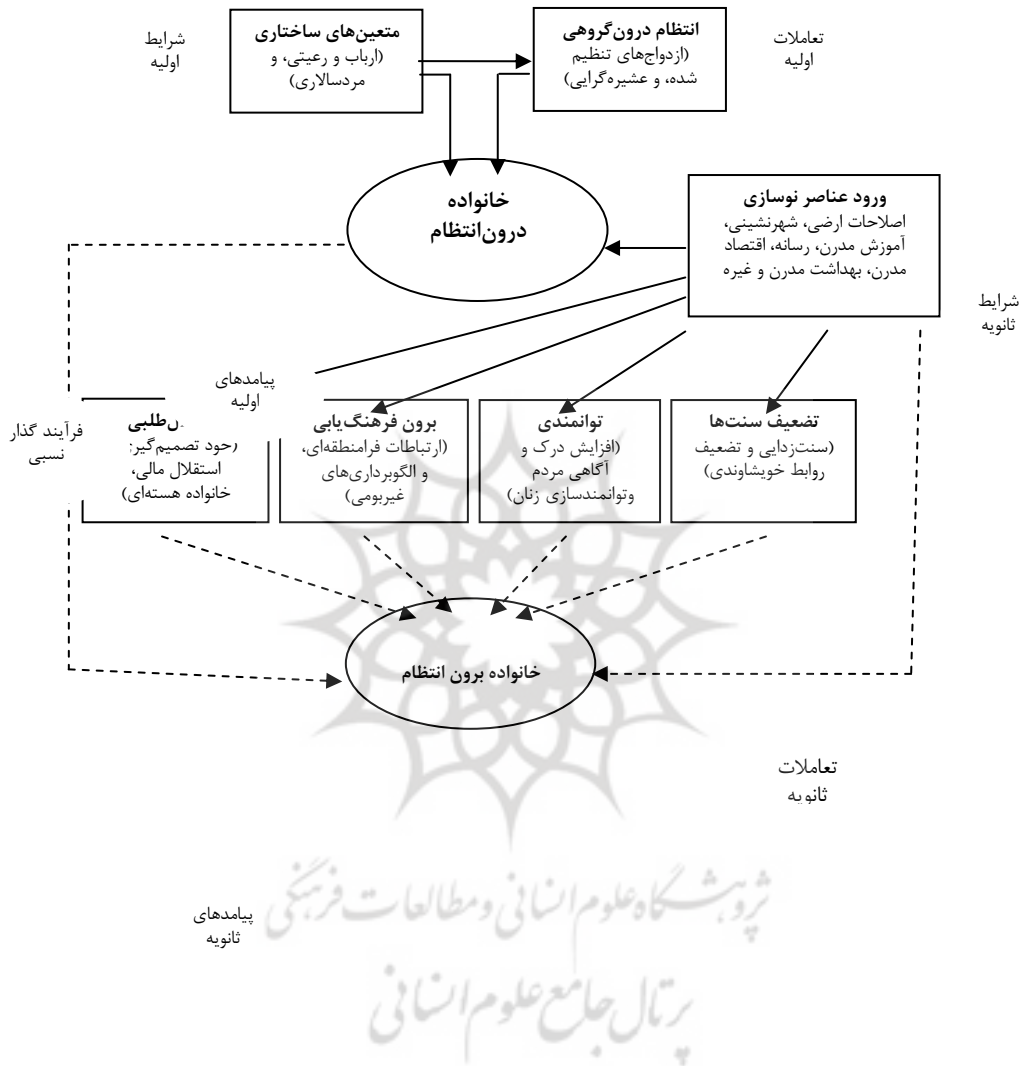 شرایط
اولیه
متعین‌های ساختاری
(ارباب و رعیتی، و
مردسالاری)
انتظام درون‌گروهی
(ازدواج‌های تنظیم
شده، و عشیره‌گرایی)
تعاملات
اولیه
خانواده
درون‌انتظام
ورود عناصر نوسازی
اصلاحات ارضی، شهرنشینی،
آموزش مدرن، رسانه، اقتصاد
مدرن، بهداشت مدرن و غیره
شرایط
ثانویه
پیامدهای
اولیه
فرآیند گذار
نسبی
تضعیف سنت‌ها
(سنت‌زدایی و تضعیف
روابط خویشاوندی)
توانمندی
(افزایش درک و
آگاهی مردم
وتوانمندسازی زنان)
برون فرهنگ‌یابی
(ارتباطات فرامنطقه‌ای،
و الگوبرداری‌های
غیربومی)
(خود تصمیم‌گیر
استقلال مالی،
خانواده هسته‌ای)
خانواده برون انتظام
تعاملات
ثانویه
پیامدهای
ثانویه
پژوهشگاه علوم انسانی و مطالعات فرهنگی
پرتال جامع علوم انسانی